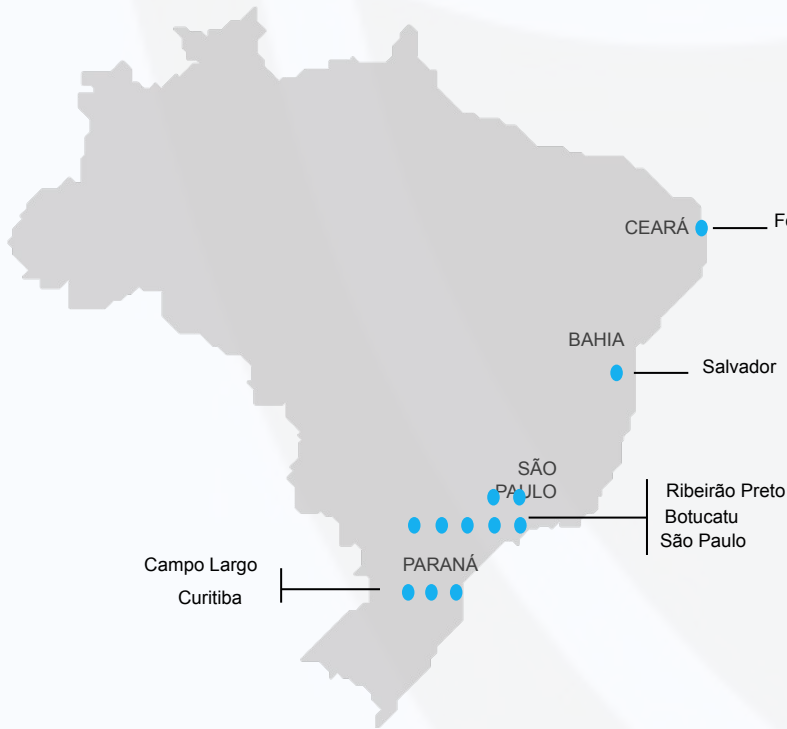 CEARÁ
BAHIA
Salvador
SÃO
PAULO
Ribeirão Preto
Botucatu
São Paulo
PARANÁ
Campo Largo
Curitiba